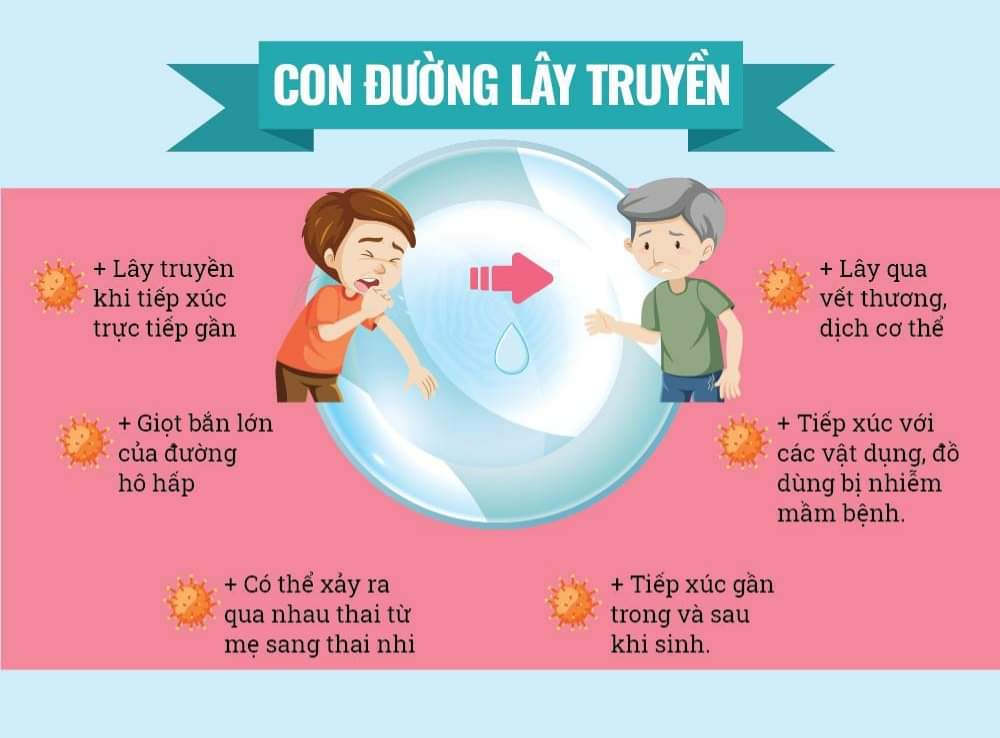 CON ĐƯỜNG LÂY TRUYỀN
+ Lây truyền
khi tiếp xúc
trực tiếp gần
+ Lây qua
vết thương,
dịch cơ thể
+ Giọt bắn lớn
của đường
hô hấp
+ Tiếp xúc với
các vật dụng, đồ
dùng bị nhiễm
mầm bệnh.
+ Có thể xảy ra
qua nhau thai từ
mẹ sang thai nhi
+ Tiếp xúc gần
trong và sau
khi sinh.